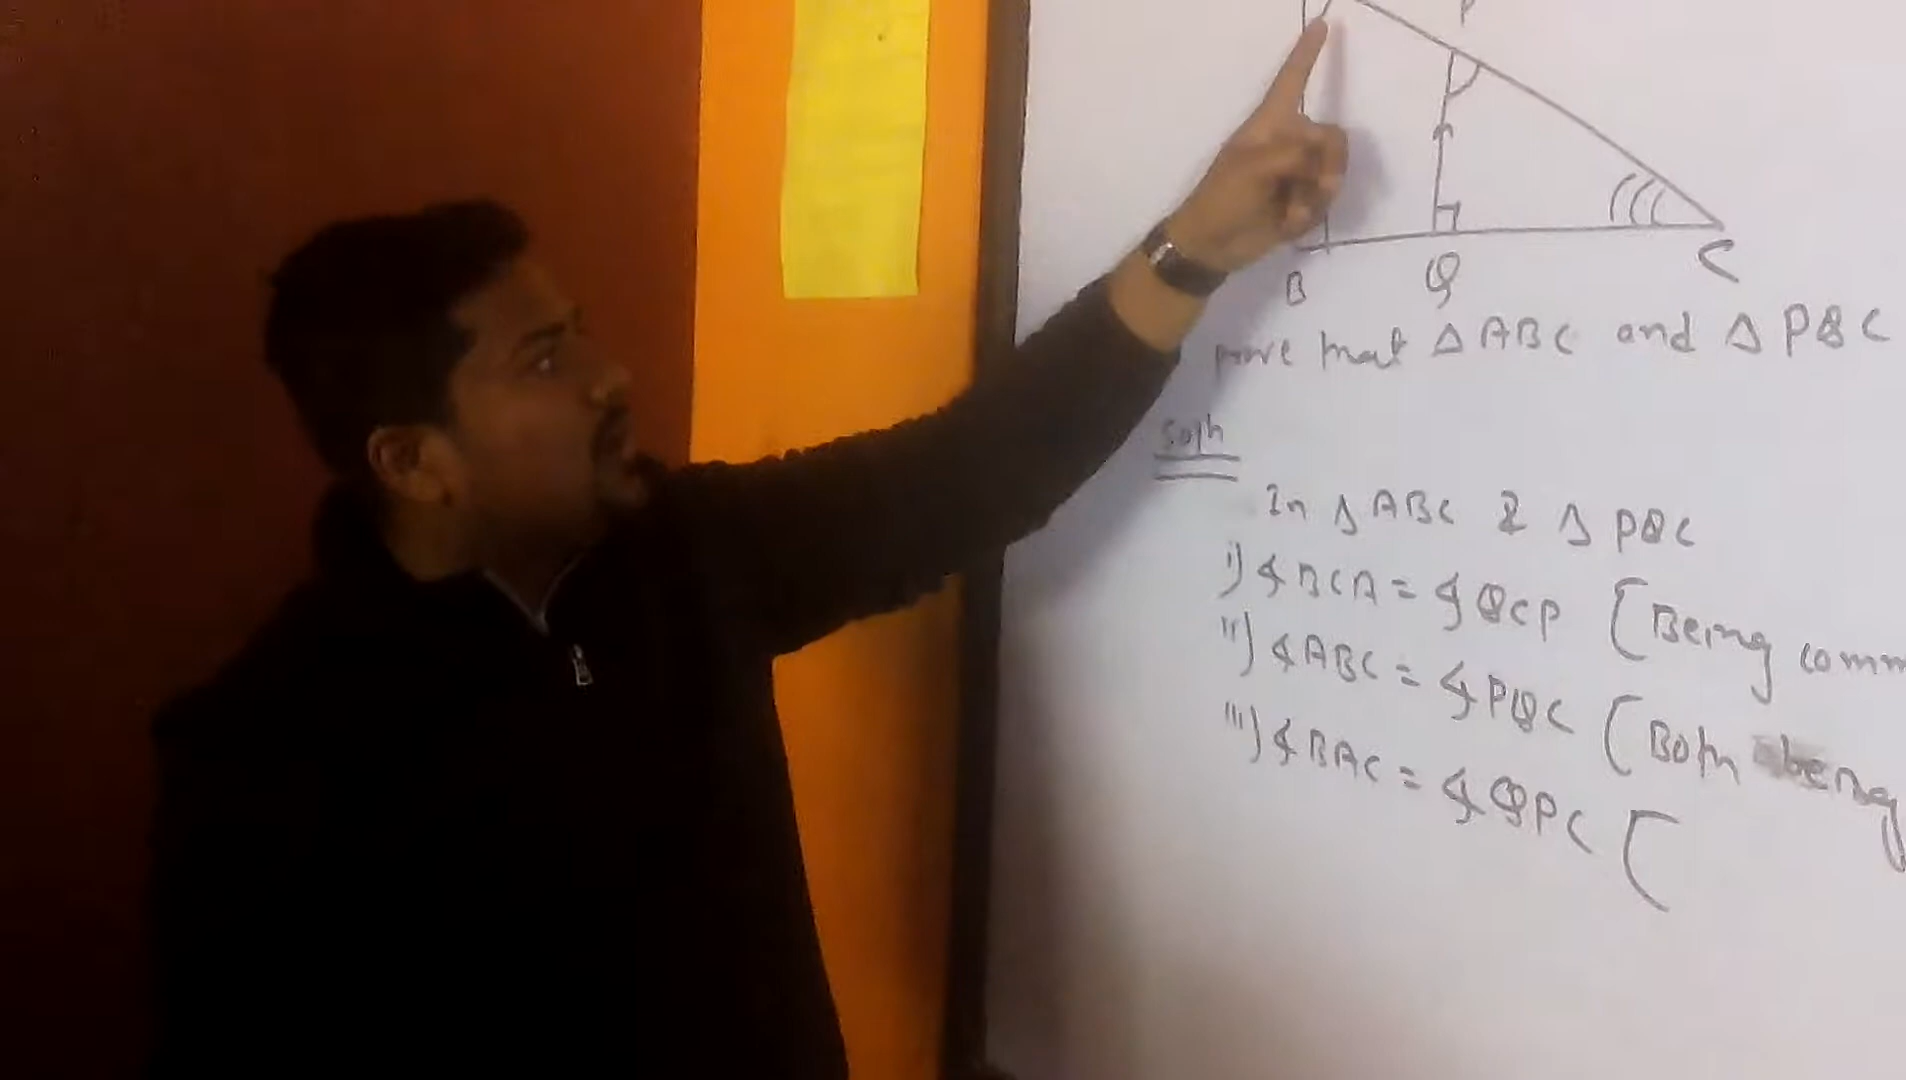 P
B Q C
prove that △ ABC and △ PQC
Soln
In △ ABC & △ PQC
i) ∡ BCA = ∡ QCP (Being comm
ii) ∡ ABC = ∡ PQC (Both being
iii) ∡ BAC = ∡ QPC (